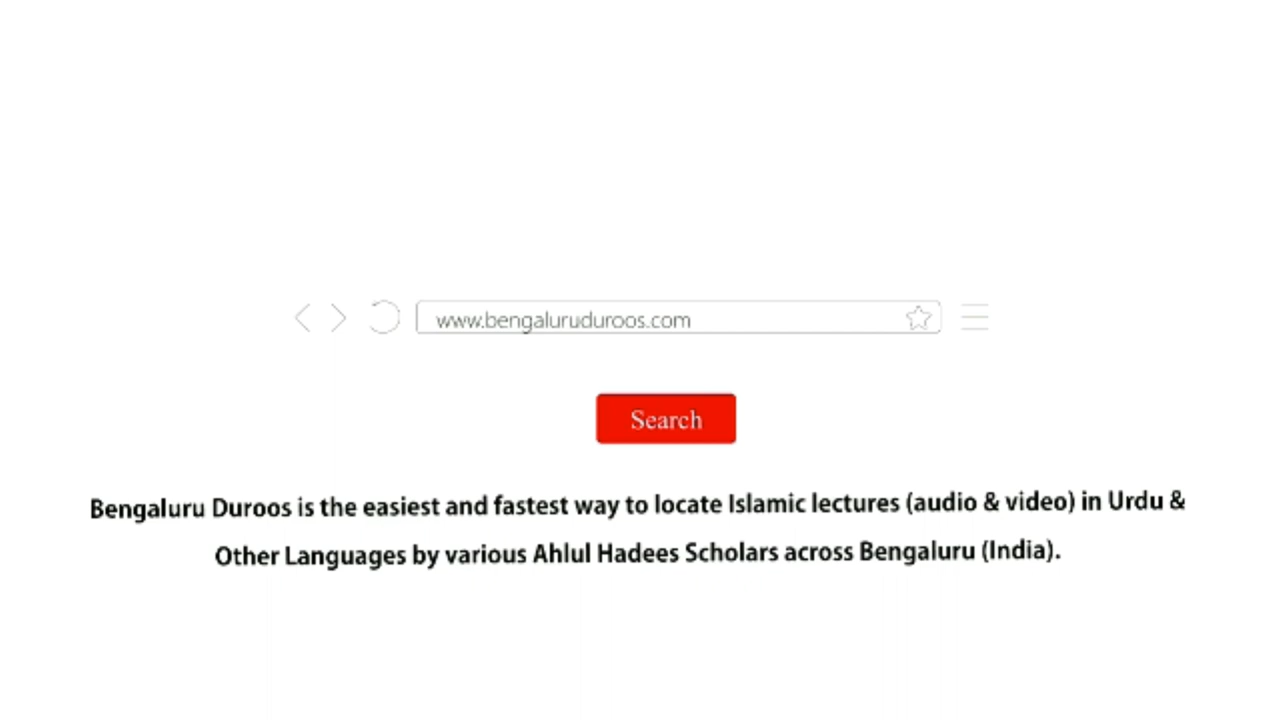 www.bengaluruduroos.com
Search
Bengaluru Duroos is the easiest and fastest way to locate Islamic lectures (audio & video) in Urdu &
Other Languages by various Ahlul Hadees Scholars across Bengaluru (India).